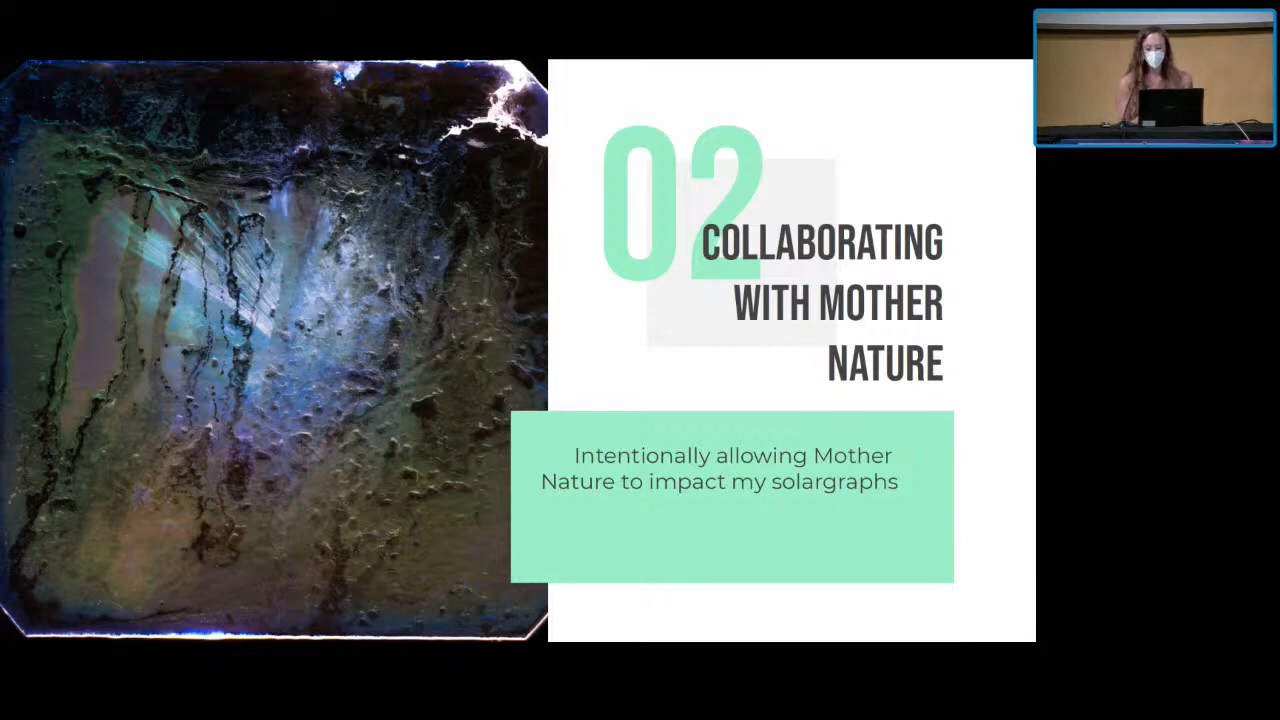 02
COLLABORATING
WITH MOTHER
NATURE
Intentionally allowing Mother
Nature to impact my solargraphs